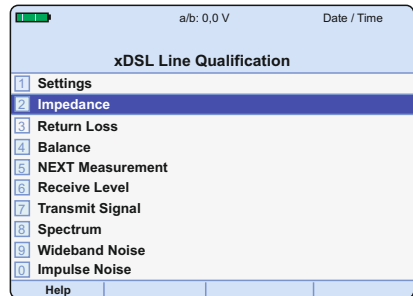 a/b: 0,0 V Date / Time
xDSL Line Qualification
1 Settings
2 Impedance
3 Return Loss
4 Balance
5 NEXT Measurement
6 Receive Level
7 Transmit Signal
8 Spectrum
9 Wideband Noise
0 Impulse Noise
Help